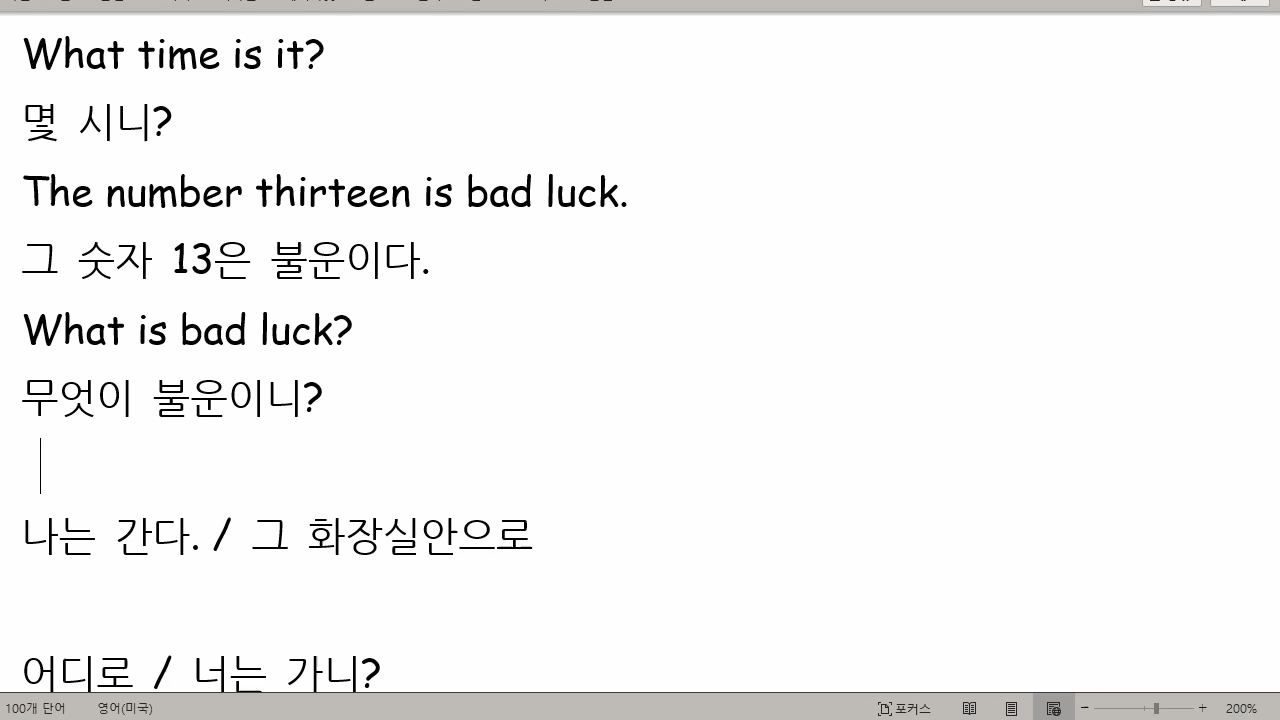 What time is it?
몇 시니?
The number thirteen is bad luck.
그 숫자 13은 불운이다.
What is bad luck?
무엇이 불운이니?
나는 간다. / 그 화장실안으로
어디로 / 너는 가니?
100개 단어 영어(미국) 포커스 200%